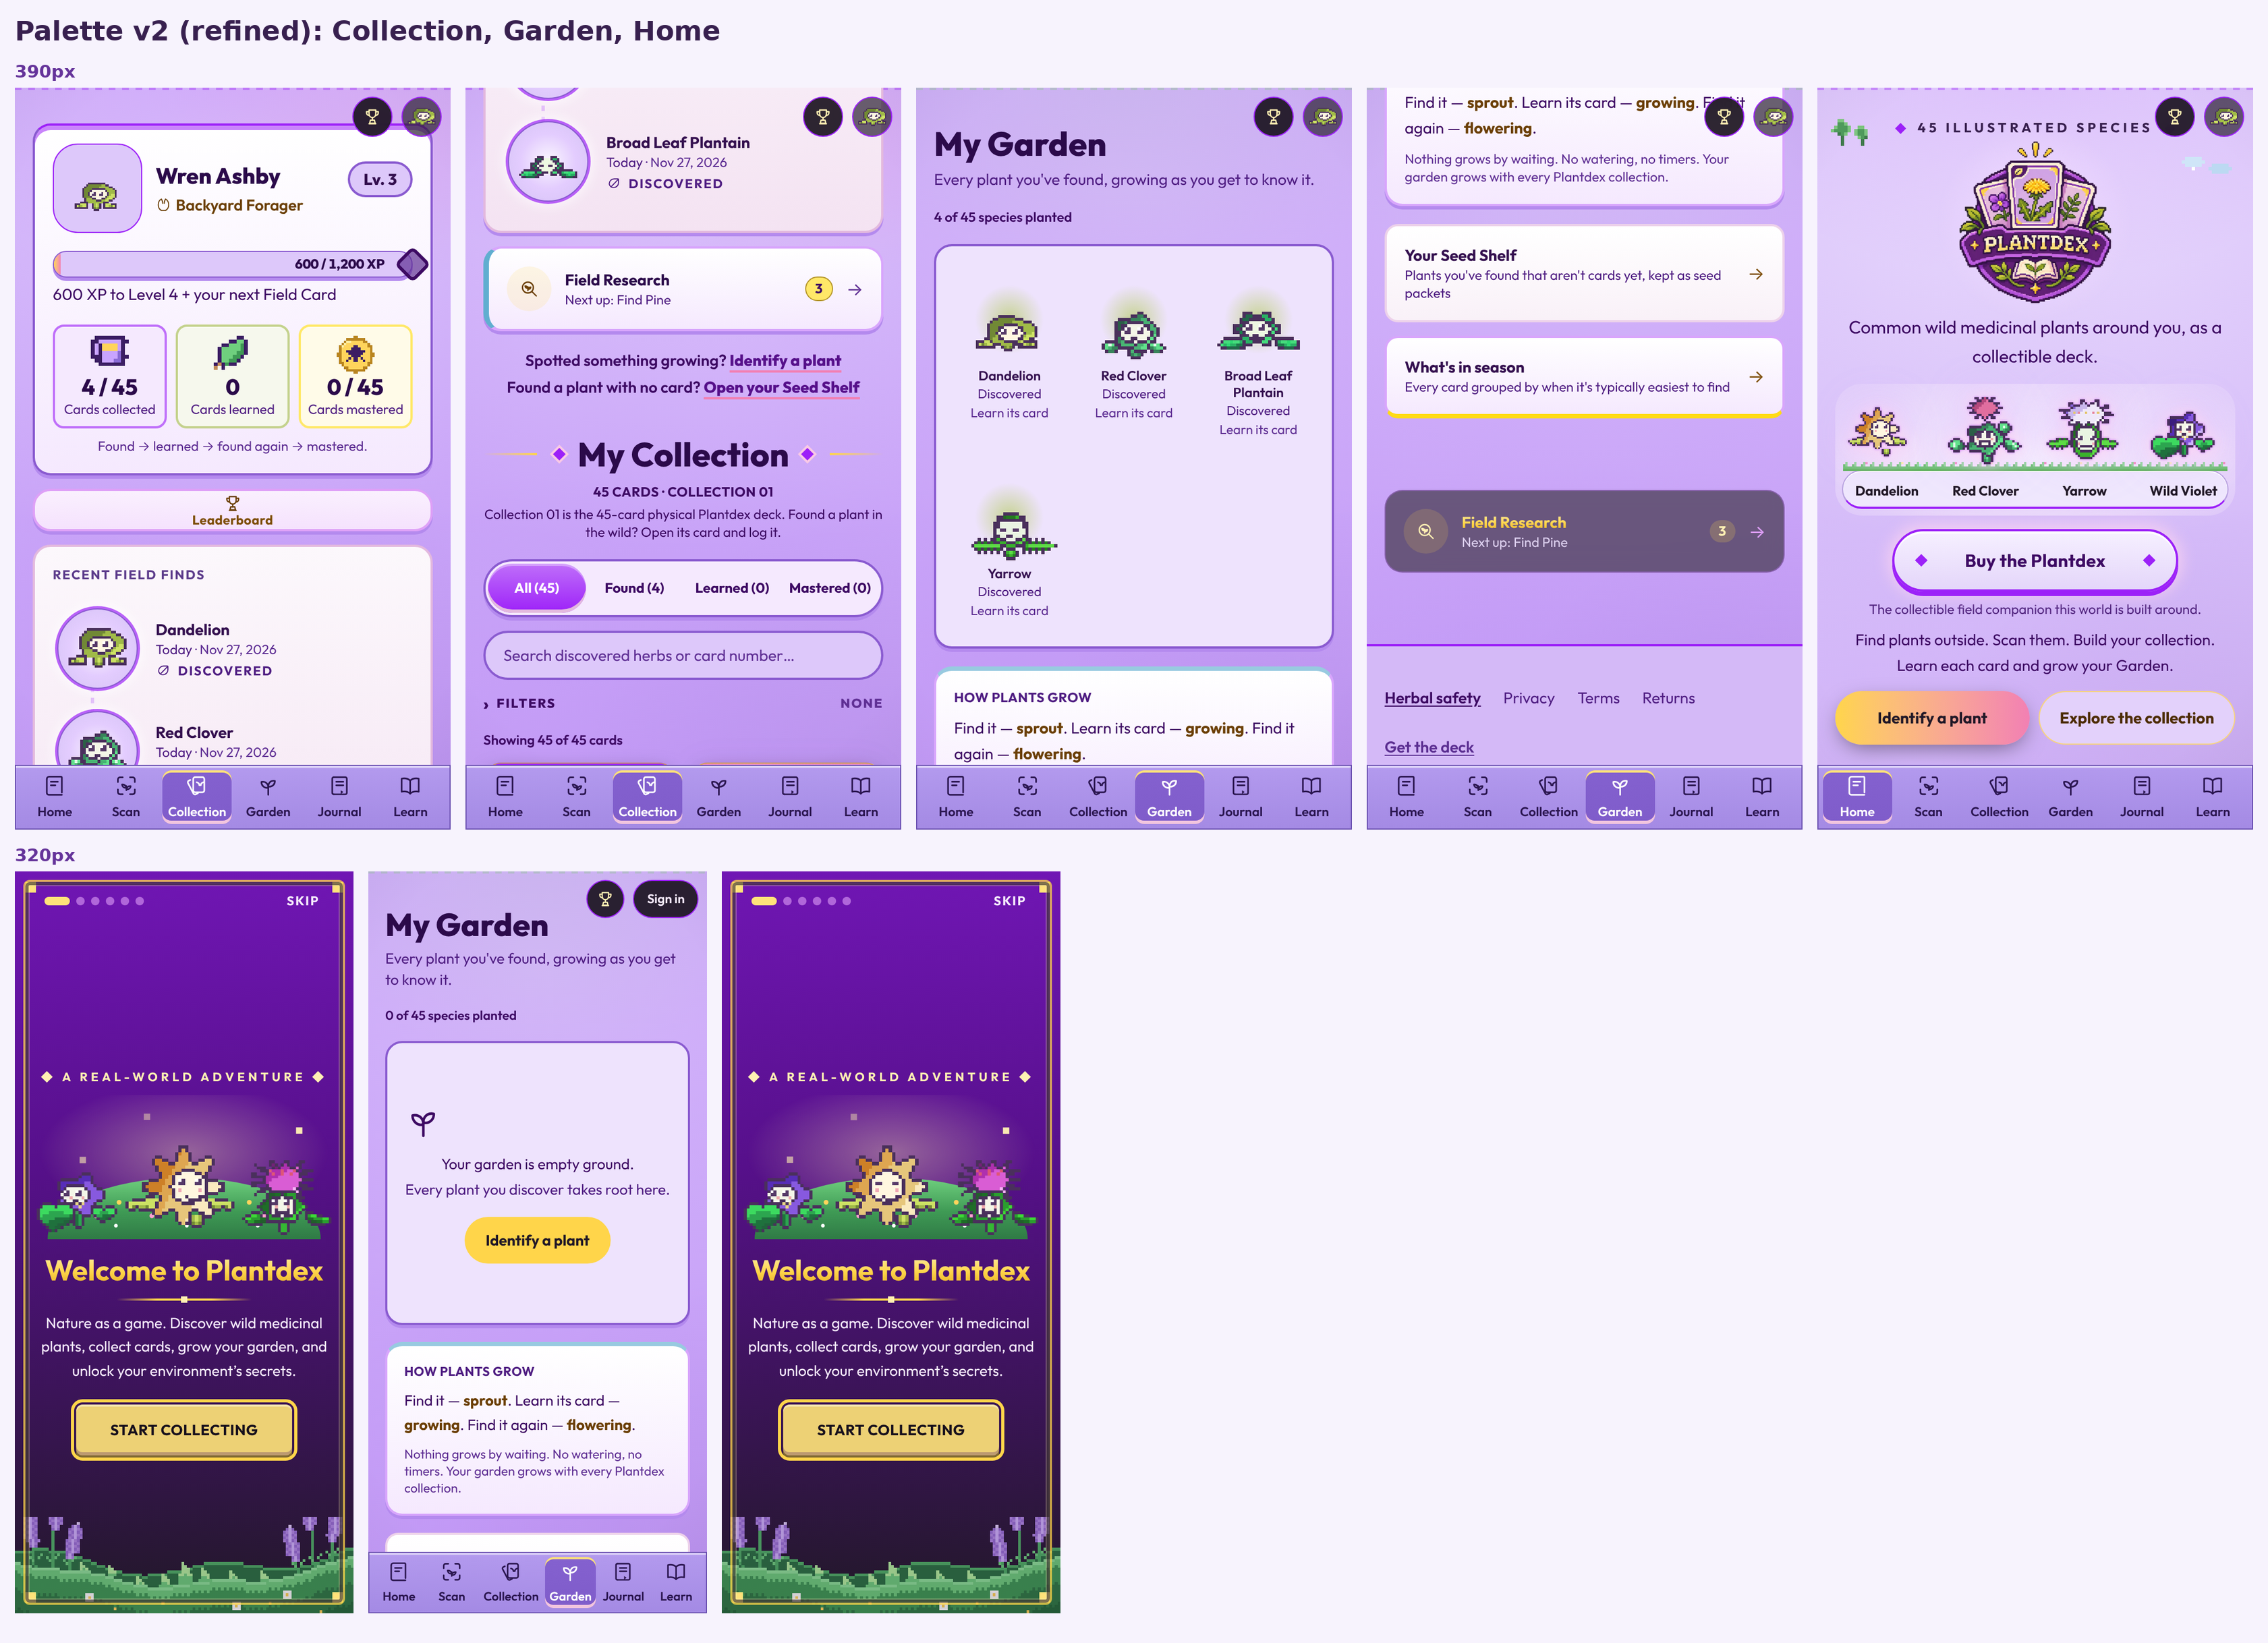 Palette v2 (refined): Collection, Garden, Home
390px
Wren Ashby
Lv. 3
Backyard Forager
600 / 1,200 XP
600 XP to Level 4 + your next Field Card
4 / 45
Cards collected
0
Cards learned
0 / 45
Cards mastered
Found → learned → found again → mastered.
Leaderboard
RECENT FIELD FINDS
Dandelion
Today · Nov 27, 2026
DISCOVERED
Red Clover
Today · Nov 27, 2026
Home Scan Collection Garden Journal Learn
Broad Leaf Plantain
Today · Nov 27, 2026
DISCOVERED
Field Research
Next up: Find Pine
3 →
Spotted something growing? Identify a plant
Found a plant with no card? Open your Seed Shelf
My Collection
45 CARDS · COLLECTION 01
Collection 01 is the 45-card physical Plantdex deck. Found a plant in
the wild? Open its card and log it.
All (45) Found (4) Learned (0) Mastered (0)
Search discovered herbs or card number...
› FILTERS NONE
Showing 45 of 45 cards
Home Scan Collection Garden Journal Learn
My Garden
Every plant you've found, growing as you get to know it.
4 of 45 species planted
Dandelion
Discovered
Learn its card
Red Clover
Discovered
Learn its card
Broad Leaf
Plantain
Discovered
Learn its card
Yarrow
Discovered
Learn its card
HOW PLANTS GROW
Find it — sprout. Learn its card — growing. Find it
again — flowering.
Home Scan Collection Garden Journal Learn
Find it — sprout. Learn its card — growing. Find it
again — flowering.
Nothing grows by waiting. No watering, no timers. Your
garden grows with every Plantdex collection.
Your Seed Shelf
Plants you've found that aren't cards yet, kept as seed
packets
→
What's in season
Every card grouped by when it's typically easiest to find
→
Field Research
Next up: Find Pine
3 →
Herbal safety Privacy Terms Returns
Get the deck
Home Scan Collection Garden Journal Learn
45 ILLUSTRATED SPECIES
PLANTDEX
Common wild medicinal plants around you, as a
collectible deck.
Dandelion Red Clover Yarrow Wild Violet
Buy the Plantdex
The collectible field companion this world is built around.
Find plants outside. Scan them. Build your collection.
Learn each card and grow your Garden.
Identify a plant
Explore the collection
Home Scan Collection Garden Journal Learn
320px
SKIP
A REAL-WORLD ADVENTURE
Welcome to Plantdex
Nature as a game. Discover wild medicinal
plants, collect cards, grow your garden, and
unlock your environment's secrets.
START COLLECTING
Sign in
My Garden
Every plant you've found, growing as you get
to know it.
0 of 45 species planted
Your garden is empty ground.
Every plant you discover takes root here.
Identify a plant
HOW PLANTS GROW
Find it — sprout. Learn its card —
growing. Find it again — flowering.
Nothing grows by waiting. No watering, no
timers. Your garden grows with every Plantdex
collection.
Home Scan Collection Garden Journal Learn
SKIP
A REAL-WORLD ADVENTURE
Welcome to Plantdex
Nature as a game. Discover wild medicinal
plants, collect cards, grow your garden, and
unlock your environment's secrets.
START COLLECTING